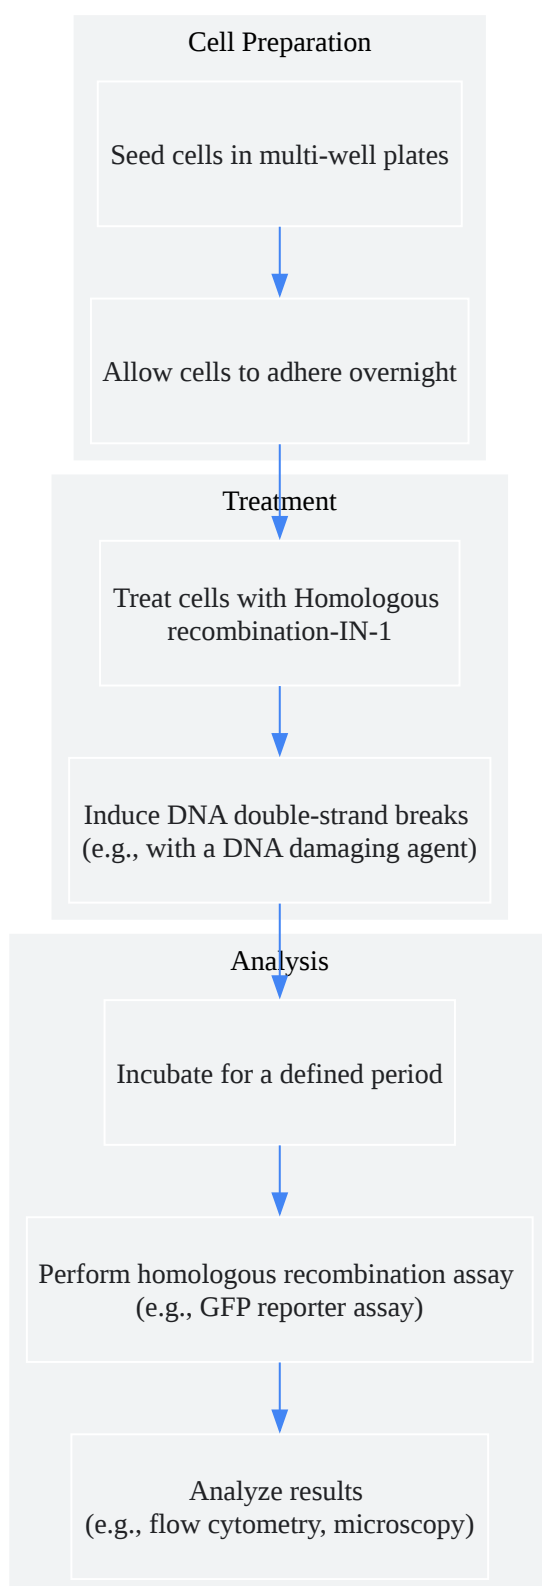 Cell Preparation
Seed cells in multi-well plates
Allow cells to adhere overnight
Treatment
Treat cells with Homologous
recombination-IN-1
Induce DNA double-strand breaks
(e.g., with a DNA damaging agent)
Analysis
Incubate for a defined period
Perform homologous recombination assay
(e.g., GFP reporter assay)
Analyze results
(e.g., flow cytometry, microscopy)